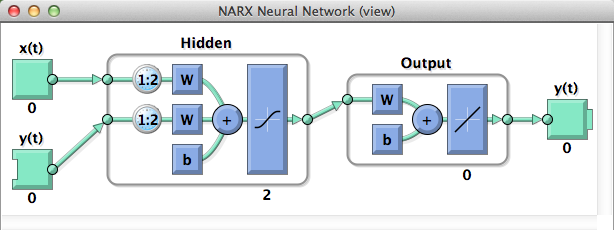 NARX Neural Network (view)
Hidden
x(t)
1:2 W
0
Output
y(t)
W
y(t)
1:2 W + +
b
b
0
0
0
2